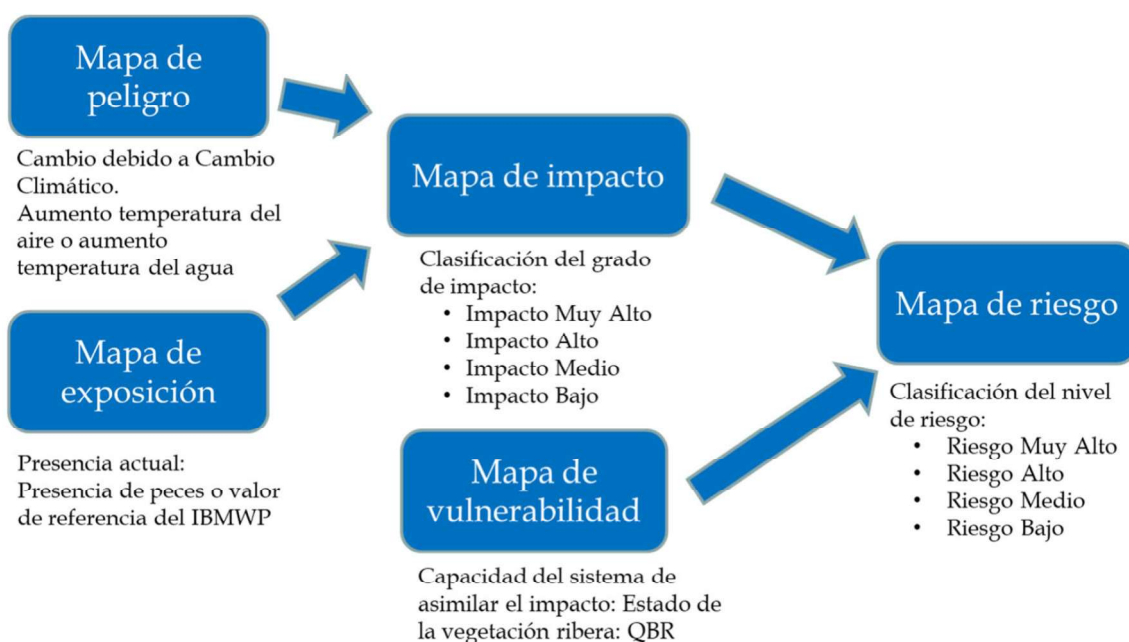 Mapa de
peligro
Cambio debido a Cambio
Climático.
Aumento temperatura del
aire o aumento
temperatura del agua
Mapa de
exposición
Presencia actual:
Presencia de peces o valor
de referencia del IBMWP
Mapa de impacto
Clasificación del grado
de impacto:
• Impacto Muy Alto
• Impacto Alto
• Impacto Medio
• Impacto Bajo
Mapa de
vulnerabilidad
Capacidad del sistema de
asimilar el impacto: Estado de
la vegetación ribera: QBR
Mapa de riesgo
Clasificación del nivel
de riesgo:
• Riesgo Muy Alto
• Riesgo Alto
• Riesgo Medio
• Riesgo Bajo